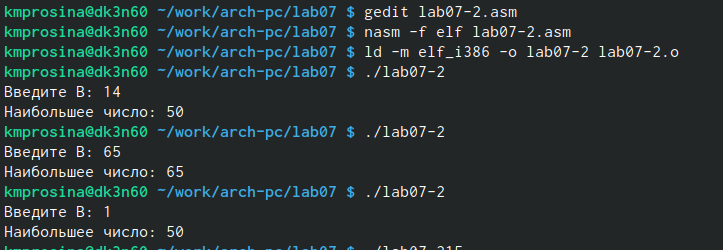 kmprosina@dk3n60 ~/work/arch-pc/lab07 $ gedit lab07-2.asm
kmprosina@dk3n60 ~/work/arch-pc/lab07 $ nasm -f elf lab07-2.asm
kmprosina@dk3n60 ~/work/arch-pc/lab07 $ ld -m elf_i386 -o lab07-2 lab07-2.o
kmprosina@dk3n60 ~/work/arch-pc/lab07 $ ./lab07-2
Введите B: 14
Наибольшее число: 50
kmprosina@dk3n60 ~/work/arch-pc/lab07 $ ./lab07-2
Введите B: 65
Наибольшее число: 65
kmprosina@dk3n60 ~/work/arch-pc/lab07 $ ./lab07-2
Введите B: 1
Наибольшее число: 50
kmprosina@dk3n60 ~/work/arch-pc/lab07 $